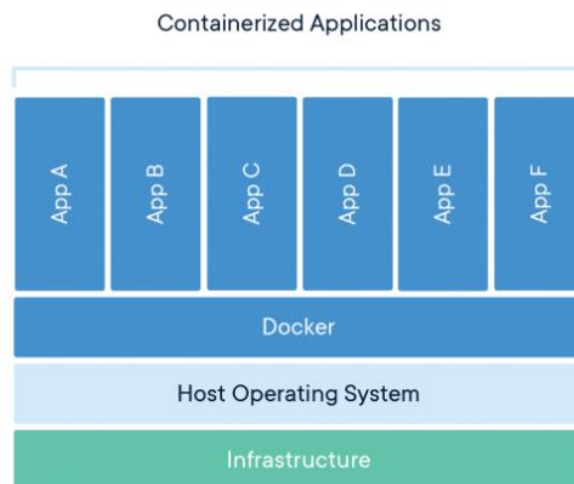 Containerized Applications
App A
App B
App C
App D
App E
App F
Docker
Host Operating System
Infrastructure